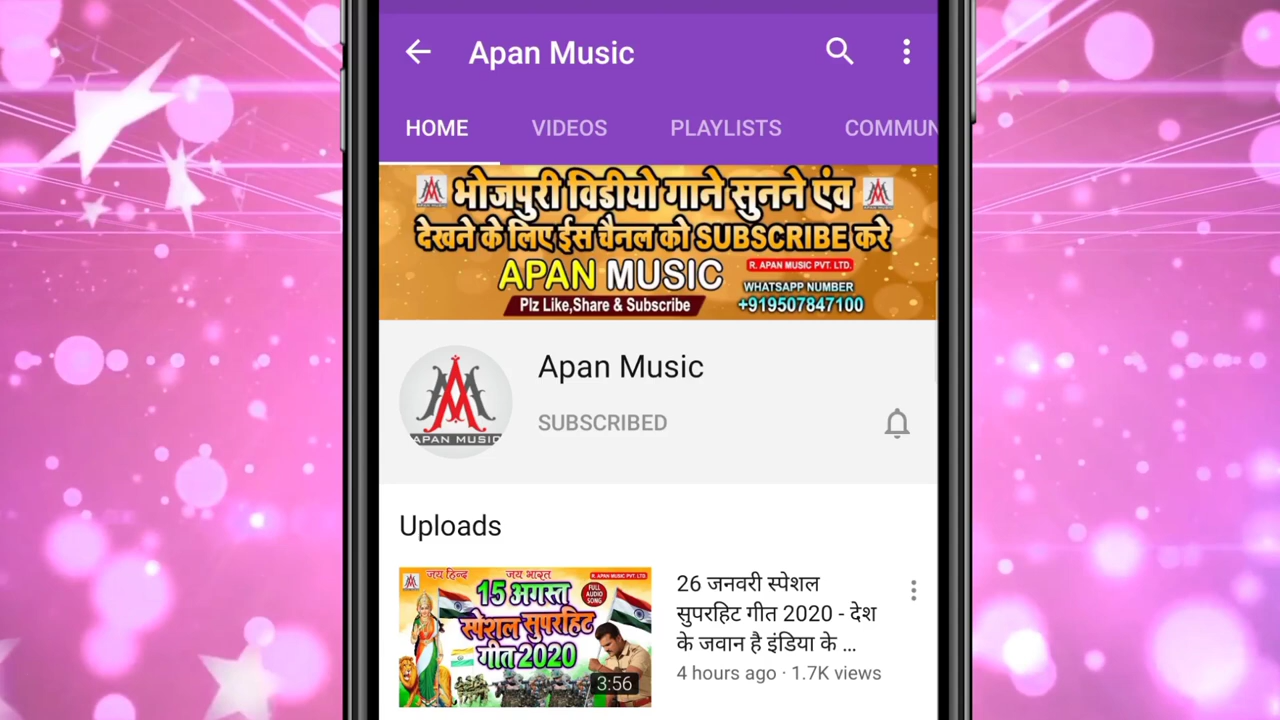 Apan Music
HOME VIDEOS PLAYLISTS COMMUN
भोजपुरी विडीयो गाने सुनने एंव
देखने के लिए ईस चैनल को SUBSCRIBE करे
APAN MUSIC
R. APAN MUSIC PVT. LTD.
WHATSAPP NUMBER
Plz Like,Share & Subscribe
+919507847100
Apan Music
SUBSCRIBED
APAN MUSIC
Uploads
जय हिन्द जय भारत
R. APAN MUSIC PVT. LTD
15 अगस्त
FULL
AUDIO
SONG
स्पेशल सुपरहिट
गीत 2020
3:56
26 जनवरी स्पेशल
सुपरहिट गीत 2020 - देश
के जवान है इंडिया के ...
4 hours ago · 1.7K views